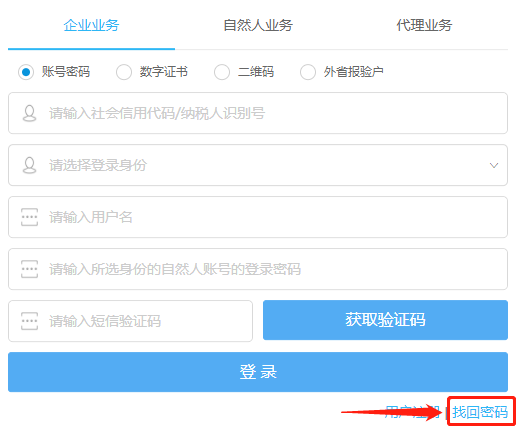 企业业务 自然人业务 代理业务
账号密码 数字证书 二维码 外省报验户
请输入社会信用代码/纳税人识别号
请选择登录身份
请输入用户名
请输入所选身份的自然人账号的登录密码
请输入短信验证码 获取验证码
登 录
用户注册 | 找回密码